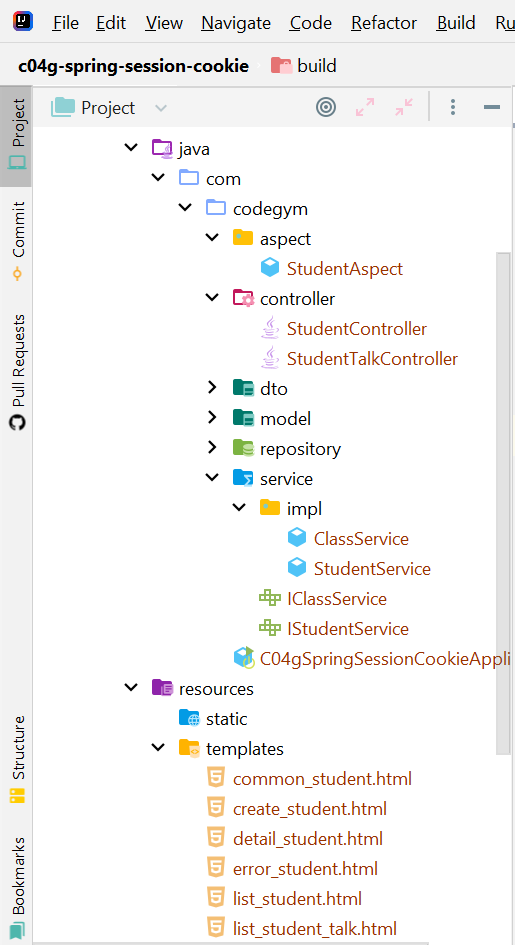 File Edit View Navigate Code Refactor Build Ru
c04g-spring-session-cookie build
Project
Project
Commit
Pull Requests
Structure
Bookmarks
java
com
codegym
aspect
StudentAspect
controller
StudentController
StudentTalkController
dto
model
repository
service
impl
ClassService
StudentService
IClassService
IStudentService
C04gSpringSessionCookieAppli
resources
static
templates
common_student.html
create_student.html
detail_student.html
error_student.html
list_student.html
list_student_talk.html